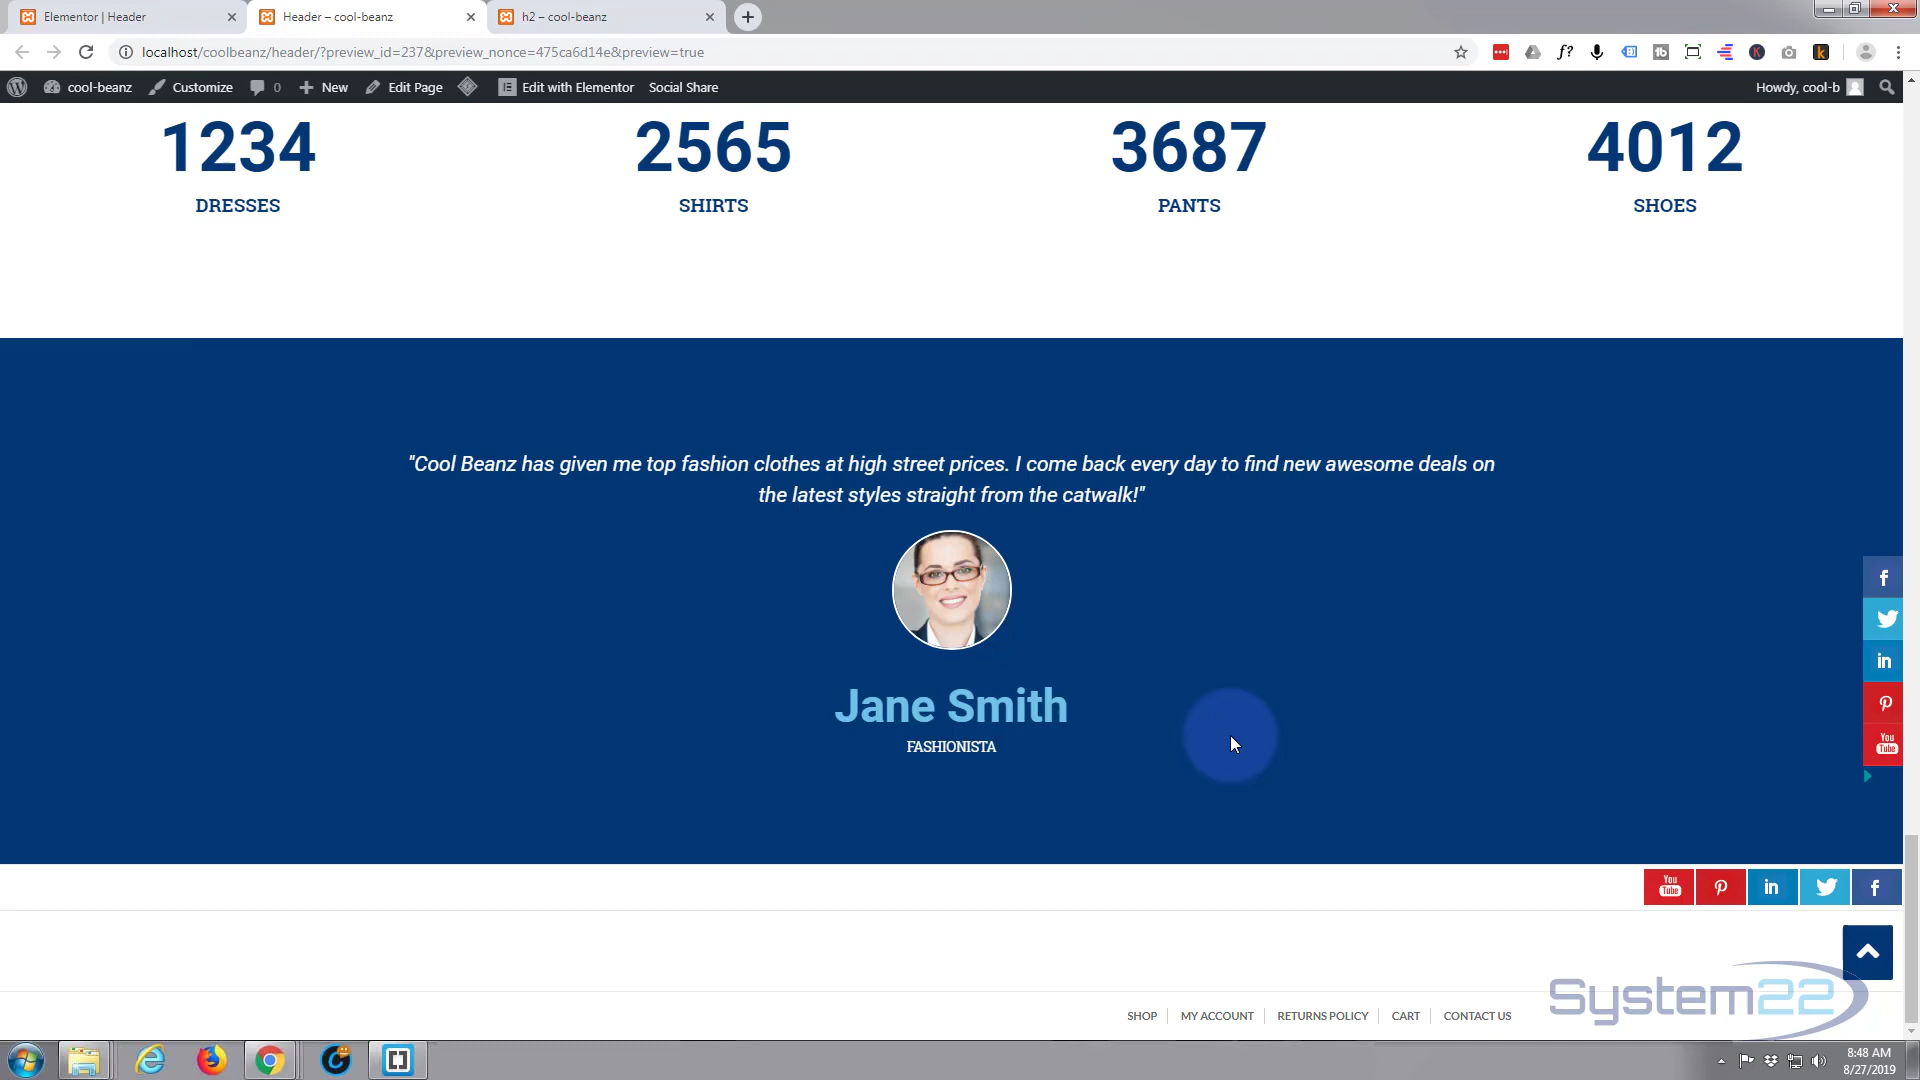 Elementor | Header
Header – cool-beanz
h2 – cool-beanz
localhost/coolbeanz/header/?preview_id=237&preview_nonce=475ca6d14e&preview=true
cool-beanz
Customize
0
New
Edit Page
Edit with Elementor
Social Share
Howdy, cool-b
1234
DRESSES
2565
SHIRTS
3687
PANTS
4012
SHOES
"Cool Beanz has given me top fashion clothes at high street prices. I come back every day to find new awesome deals on
the latest styles straight from the catwalk!"
Jane Smith
FASHIONISTA
You
Tube
You
Tube
System22
SHOP
MY ACCOUNT
RETURNS POLICY
CART
CONTACT US
8:48 AM
8/27/2019